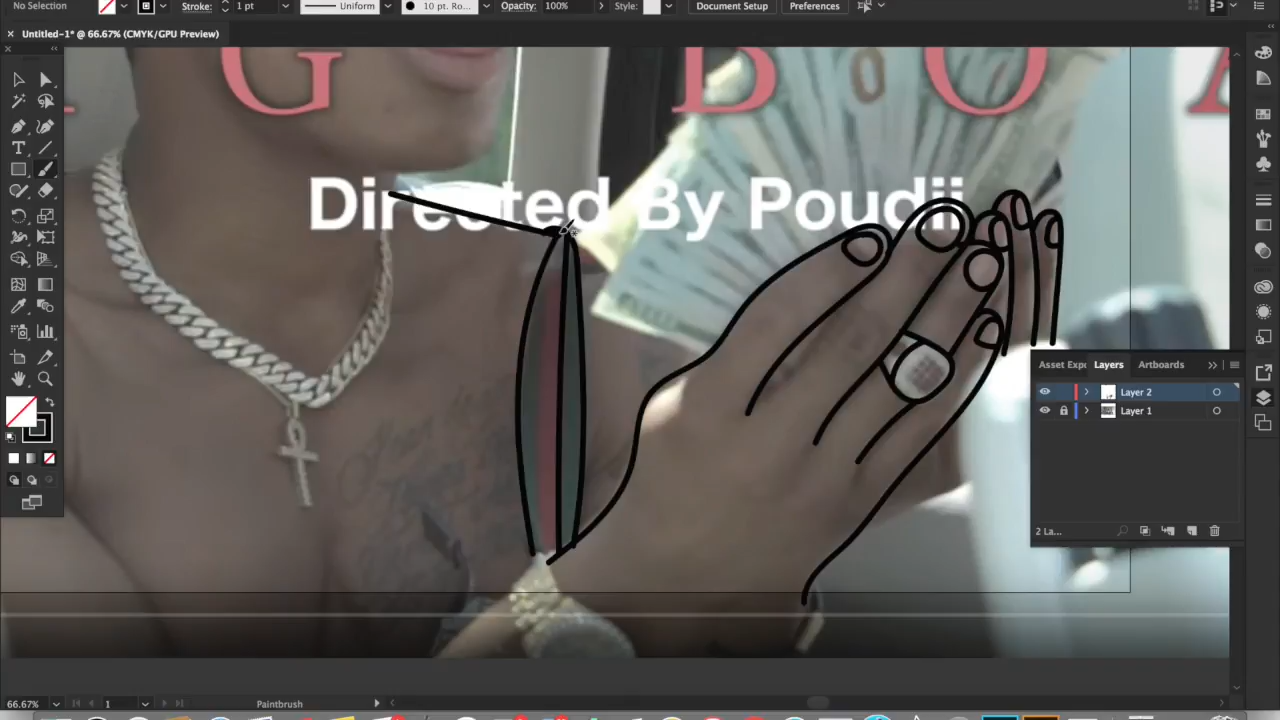 No Selection Stroke: 1 pt Uniform 10 pt. Ro... Opacity: 100% Style: Document Setup Preferences
Untitled-1* @ 66.67% (CMYK/GPU Preview)
G B O
Directed By Poudii
Asset Expo Layers Artboards
Layer 2
Layer 1
2 La...
66.67% 1 Paintbrush